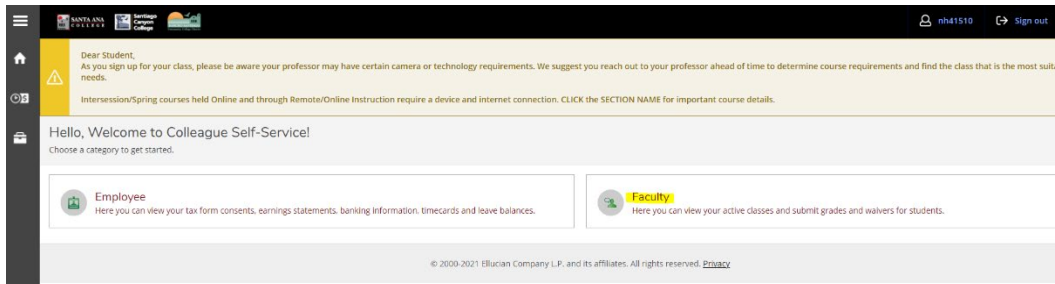 SANTA ANA
COLLEGE
Santiago
Canyon
College
nh41510
Sign out
Dear Student,
As you sign up for your class, please be aware your professor may have certain camera or technology requirements. We suggest you reach out to your professor ahead of time to determine course requirements and find the class that is the most suita
needs.
Intersession/Spring courses held Online and through Remote/Online Instruction require a device and internet connection. CLICK the SECTION NAME for important course details.
Hello, Welcome to Colleague Self-Service!
Choose a category to get started.
Employee
Here you can view your tax form consents, earnings statements, banking information, timecards and leave balances.
Faculty
Here you can view your active classes and submit grades and waivers for students.
© 2000-2021 Ellucian Company L.P. and its affiliates. All rights reserved. Privacy